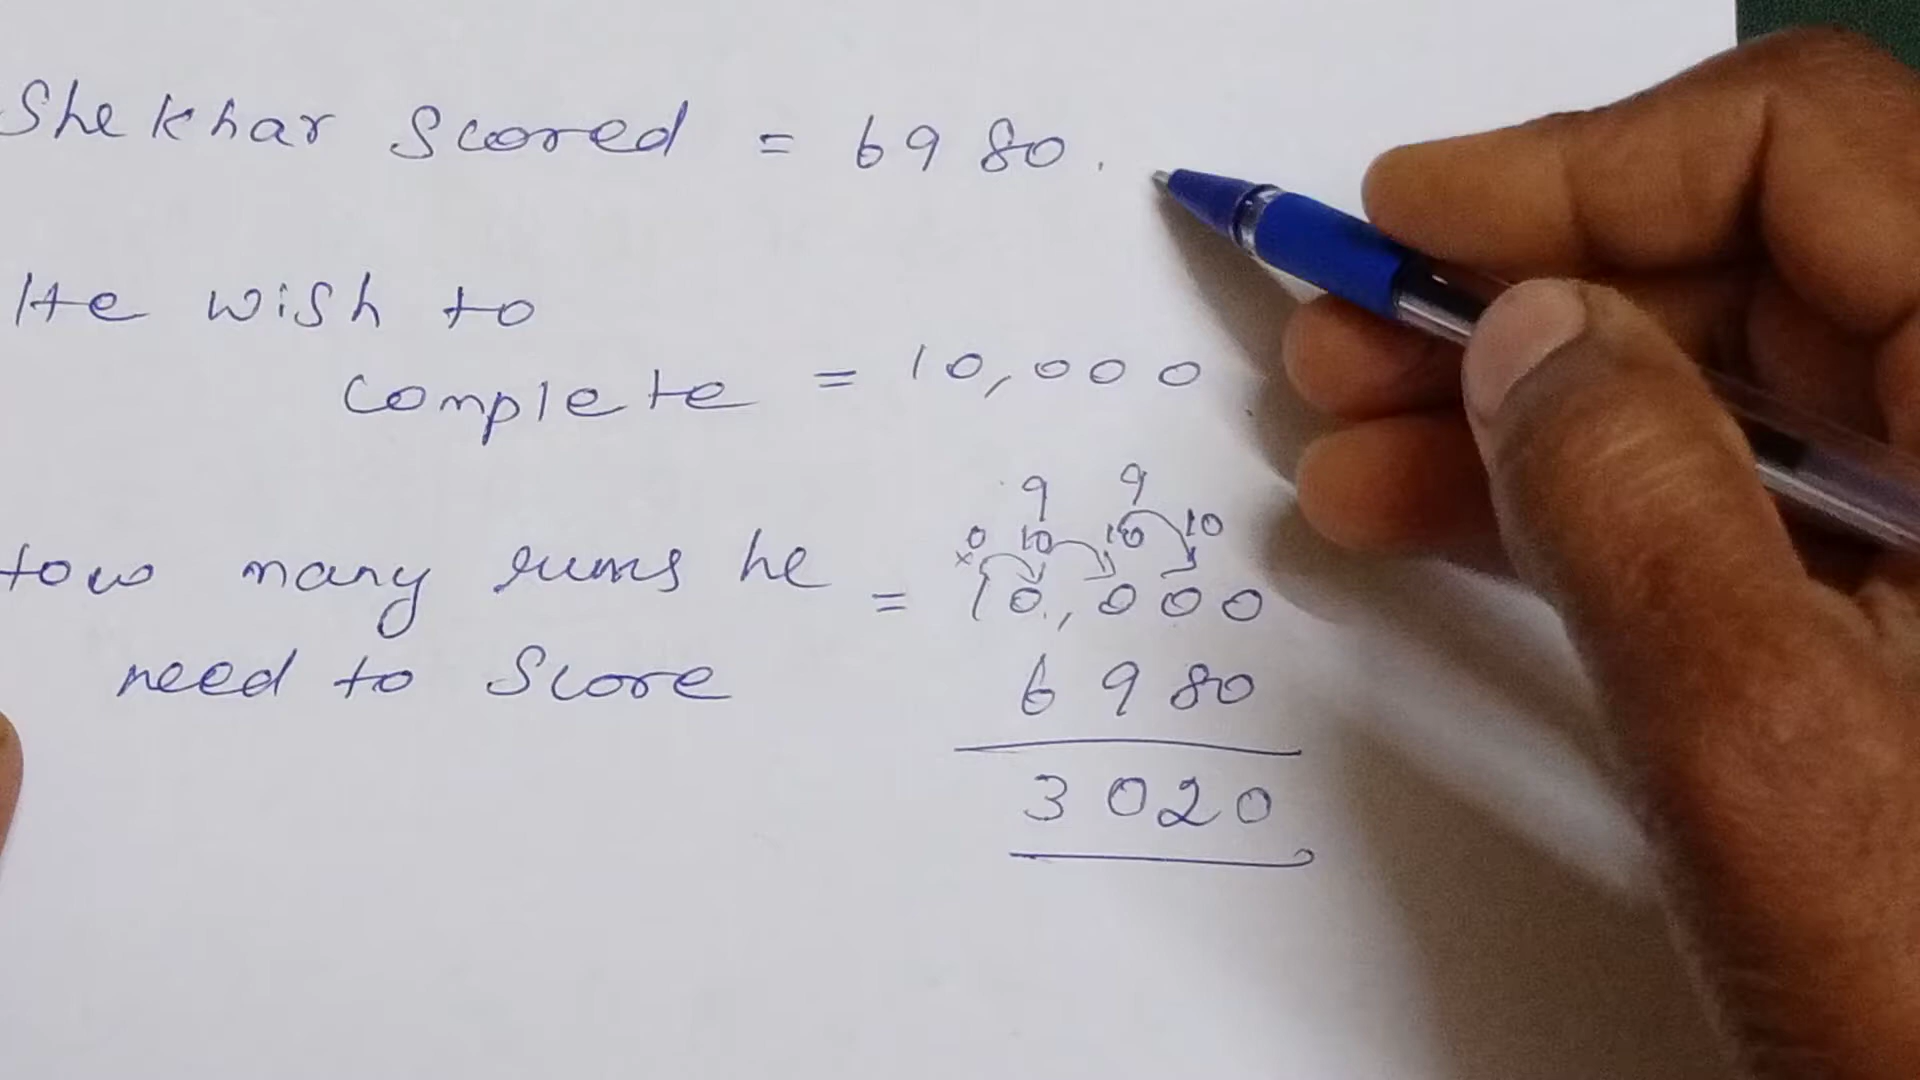 Shekhar Scored = 6980.
He wish to
complete = 10,000
9 9
0 10 10 10
How many runs he = 10,000
need to Score 6980
3020